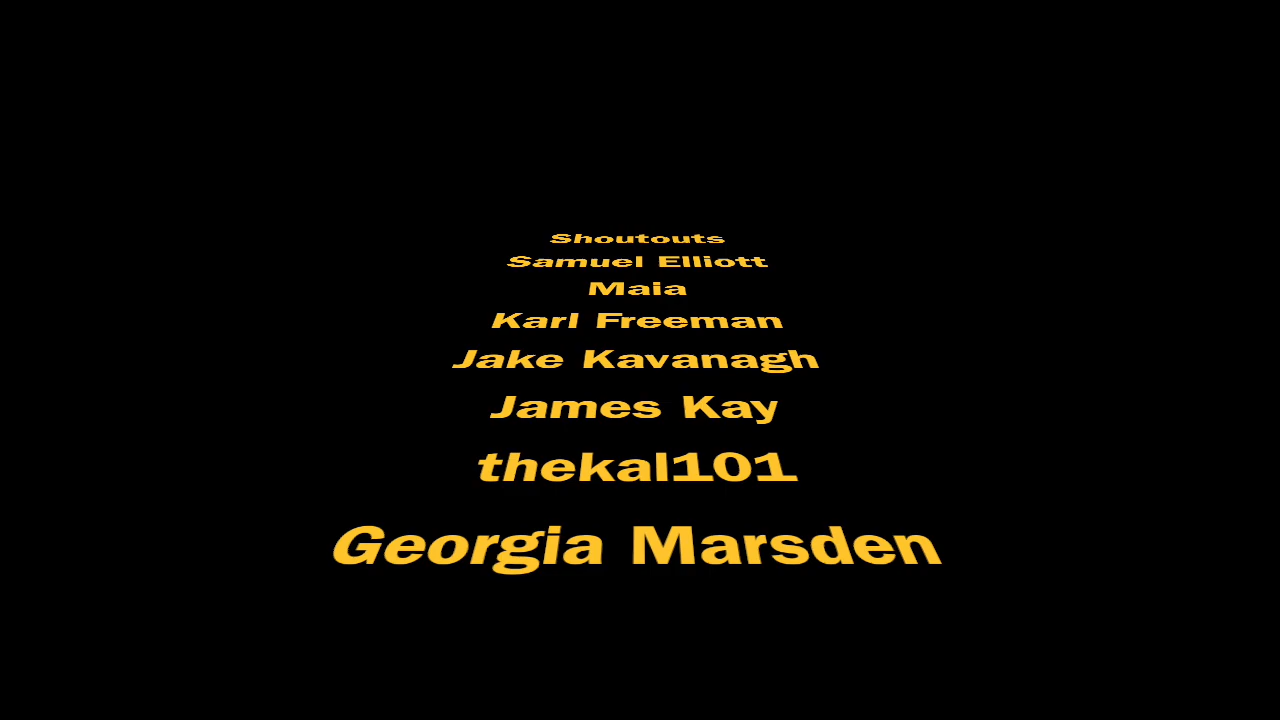 Shoutouts
Samuel Elliott
Maia
Karl Freeman
Jake Kavanagh
James Kay
thekal101
Georgia Marsden